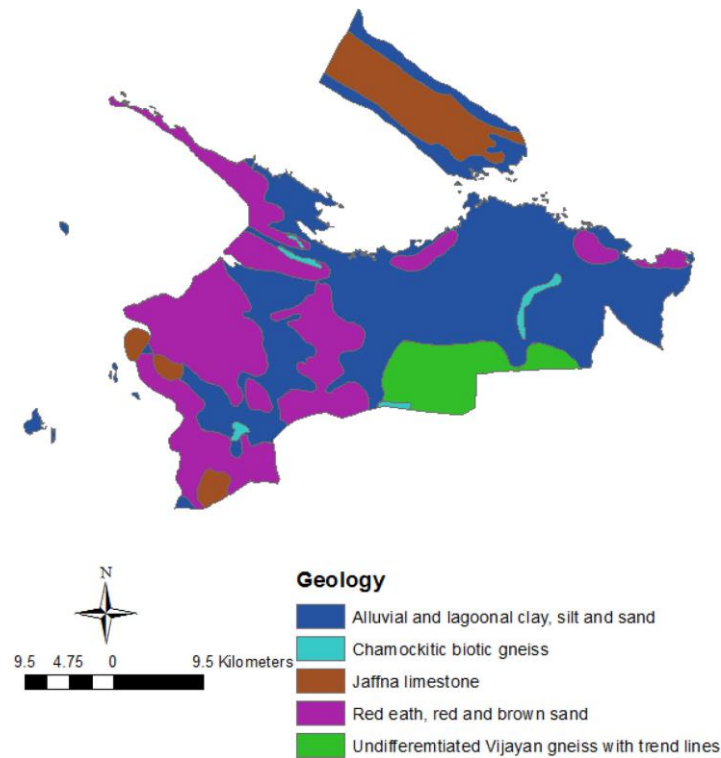 N
9.5 4.75 0 9.5 Kilometers
Geology
Alluvial and lagoonal clay, silt and sand
Chamockitic biotic gneiss
Jaffna limestone
Red eath, red and brown sand
Undifferemtiated Vijayan gneiss with trend lines